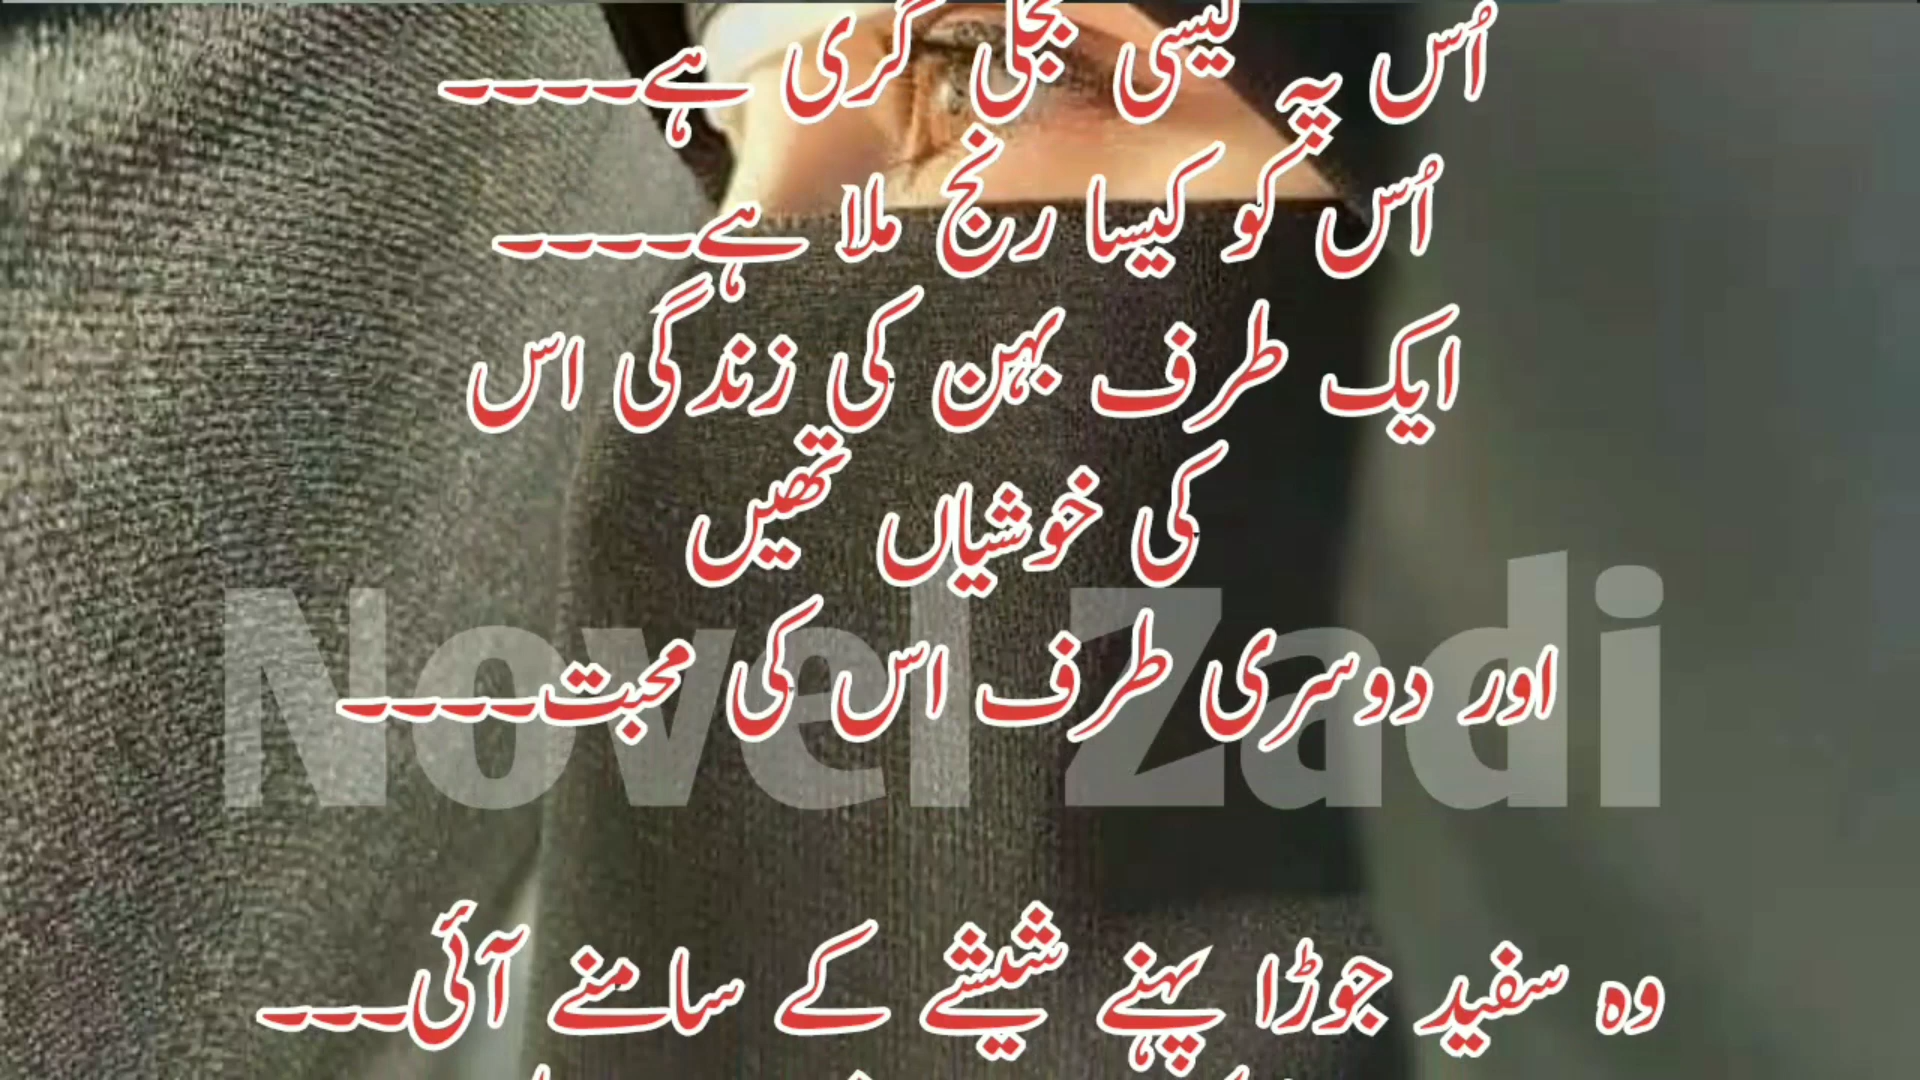 اُس پہ کیسی بجلی گری ہے۔۔۔۔
اُس کو کیسا رنج ملا ہے۔۔۔۔
ایک طرف بہن کی زندگی اس
کی خوشیاں تھیں
اور دوسری طرف اس کی محبت۔۔۔۔
Novel Zadi
وہ سفید جوڑا پہنے شیشے کے سامنے آئی۔۔۔